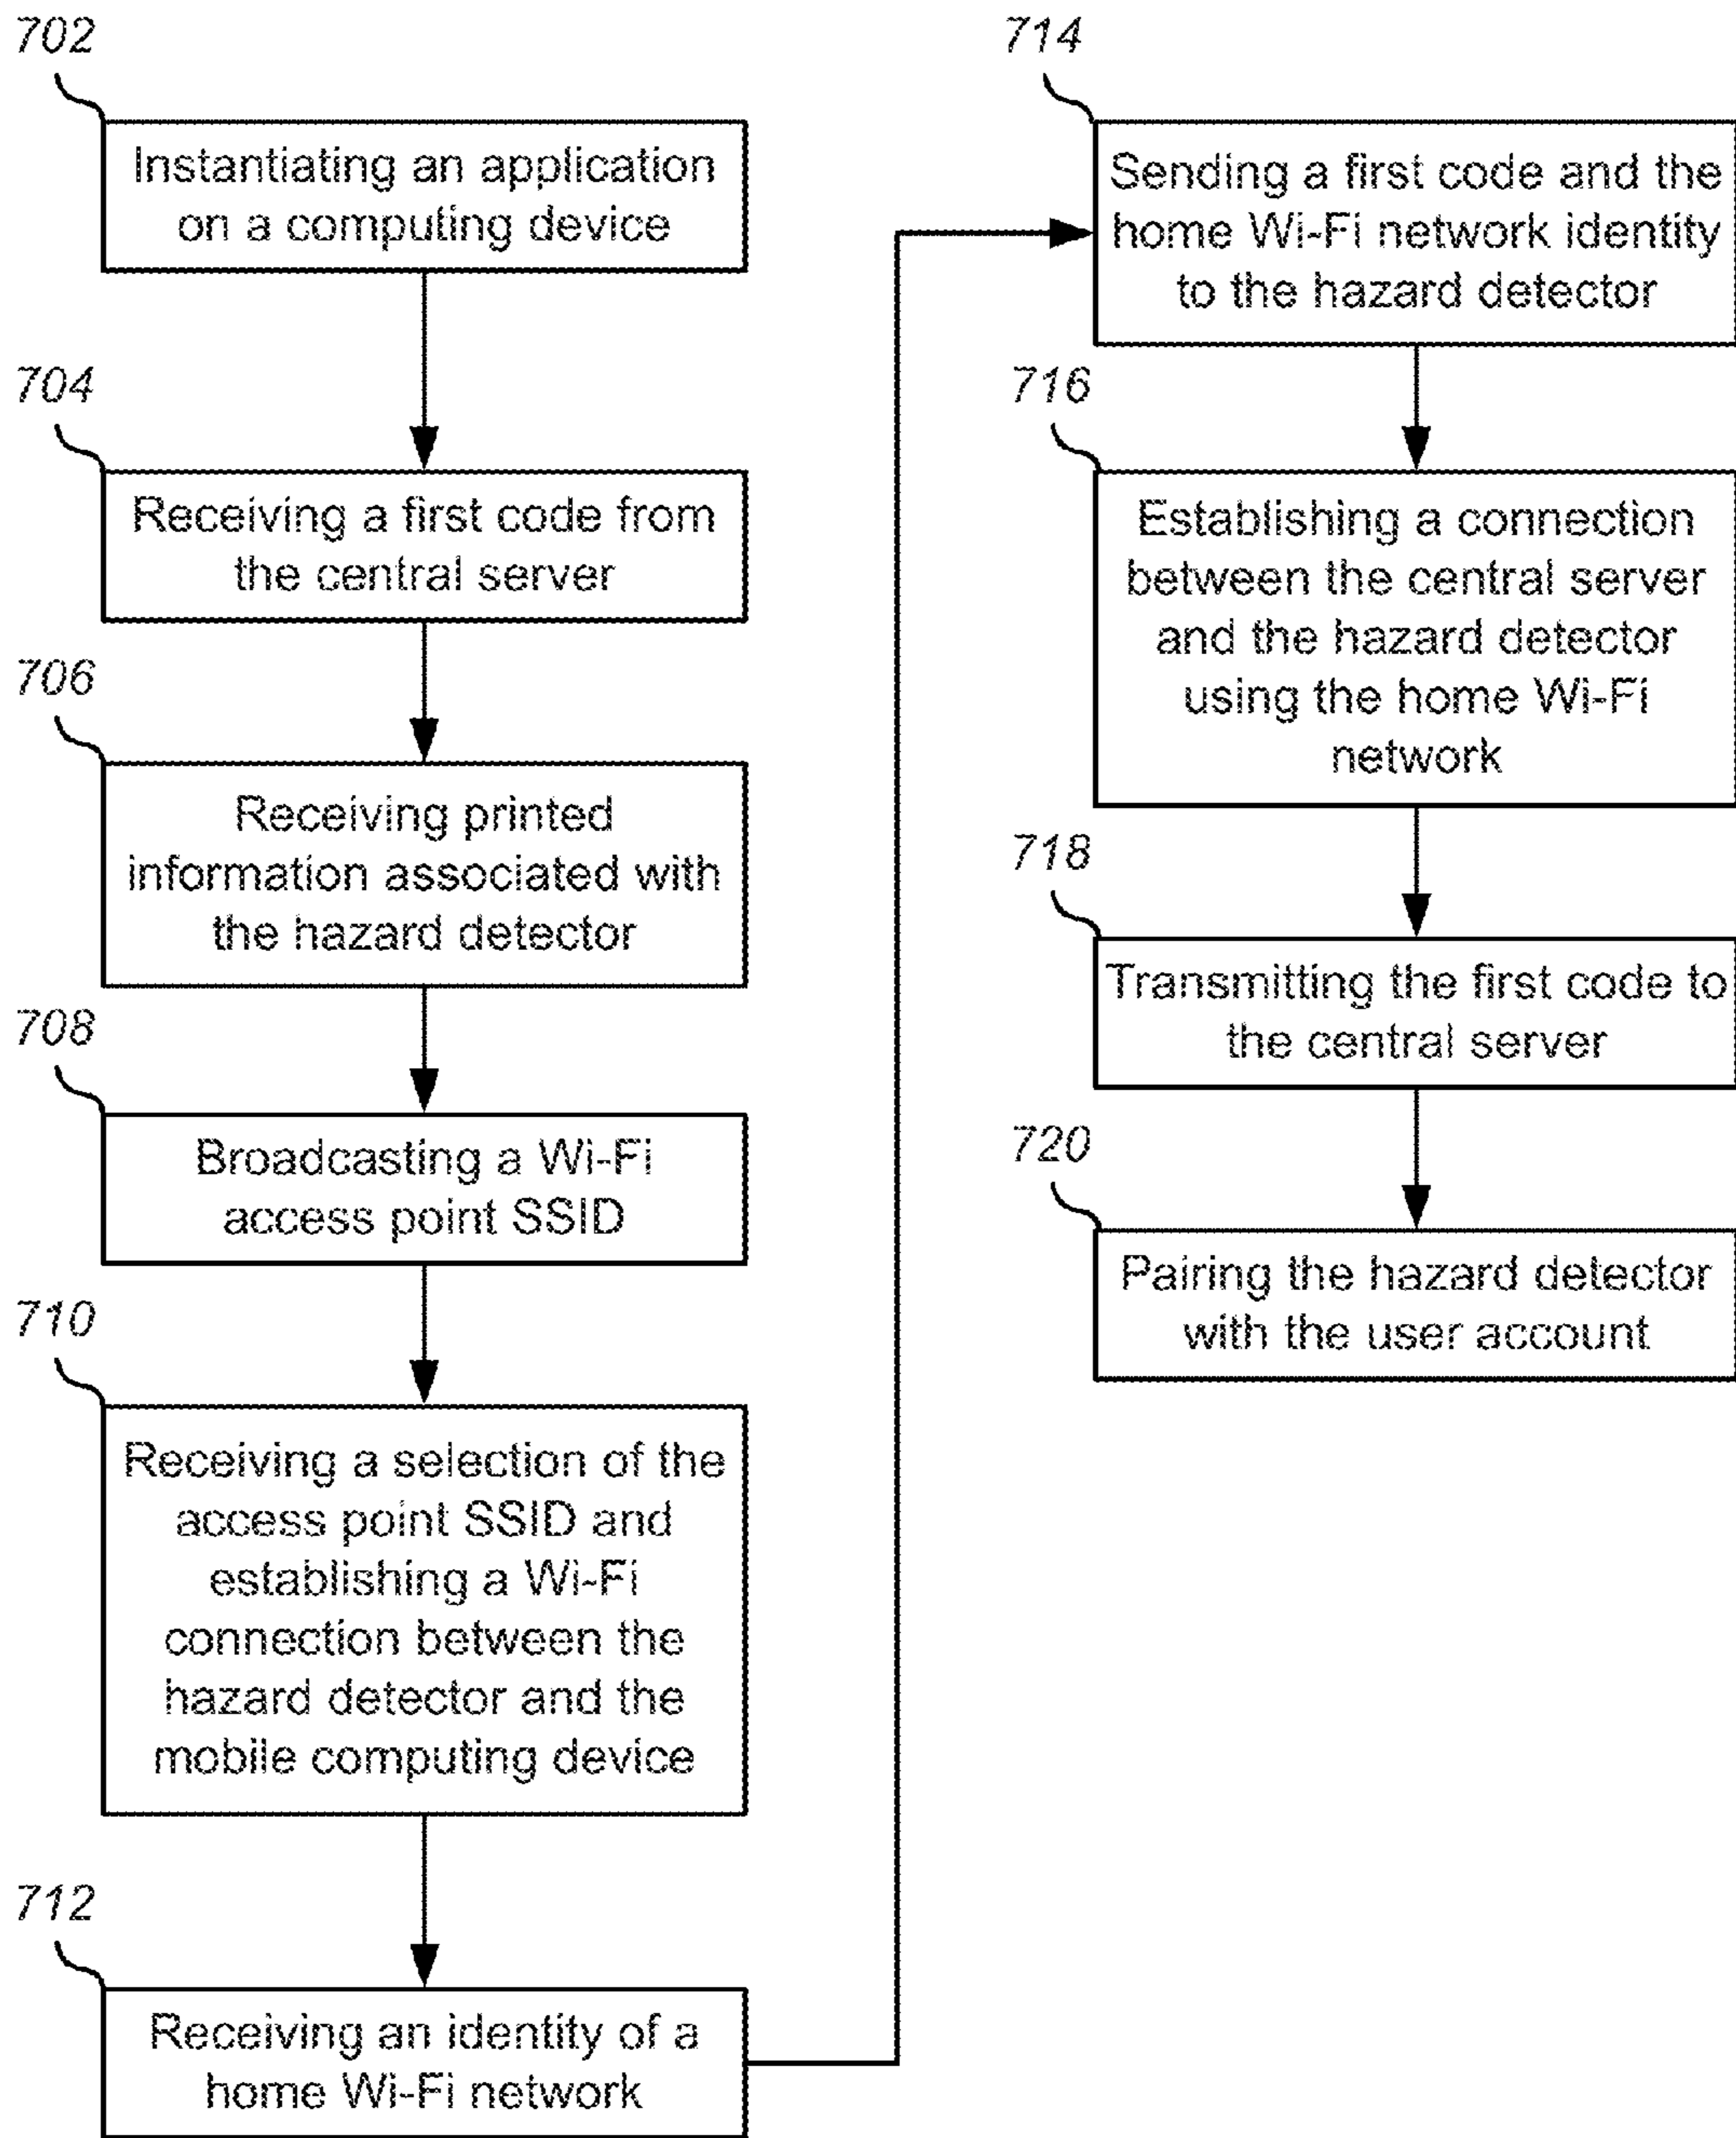 702
Instantiating an application
on a computing device
704
Receiving a first code from
the central server
706
Receiving printed
information associated with
the hazard detector
708
Broadcasting a Wi-Fi
access point SSID
710
Receiving a selection of the
access point SSID and
establishing a Wi-Fi
connection between the
hazard detector and the
mobile computing device
712
Receiving an identity of a
home Wi-Fi network
714
Sending a first code and the
home Wi-Fi network identity
to the hazard detector
716
Establishing a connection
between the central server
and the hazard detector
using the home Wi-Fi
network
718
Transmitting the first code to
the central server
720
Pairing the hazard detector
with the user account